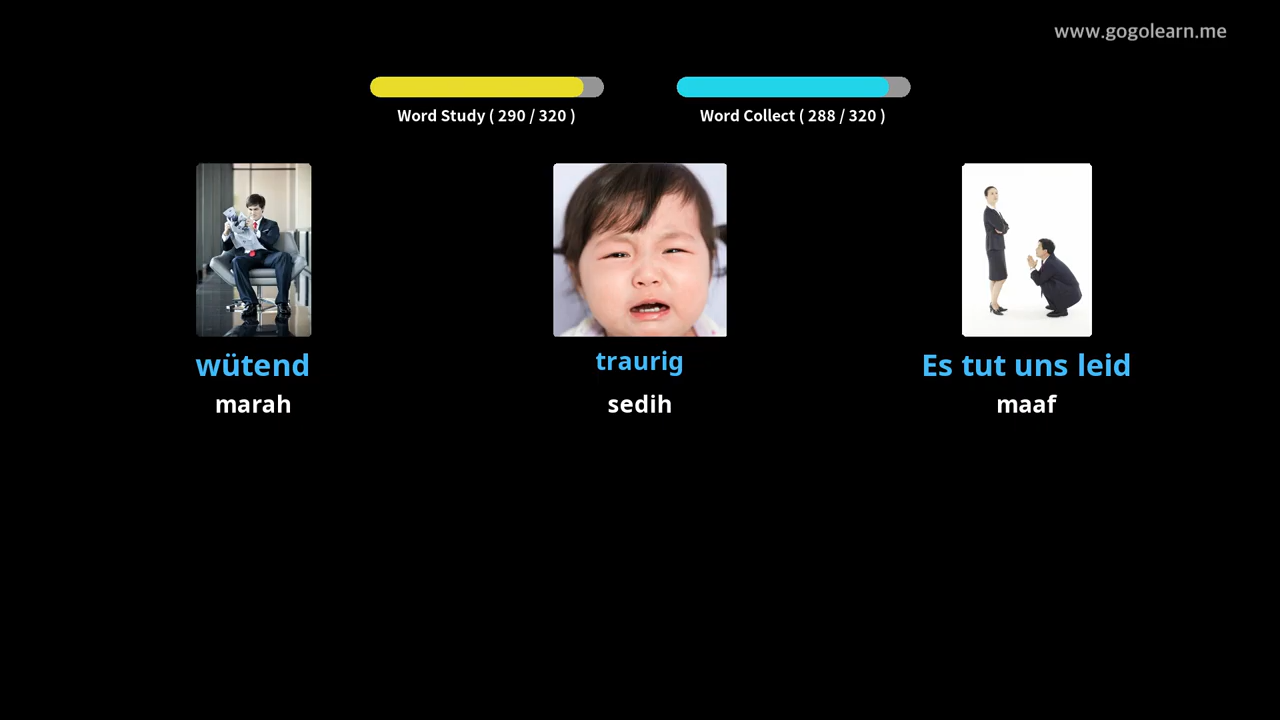 www.gogolearn.me
Word Study ( 290 / 320 )
Word Collect ( 288 / 320 )
wütend
marah
traurig
sedih
Es tut uns leid
maaf